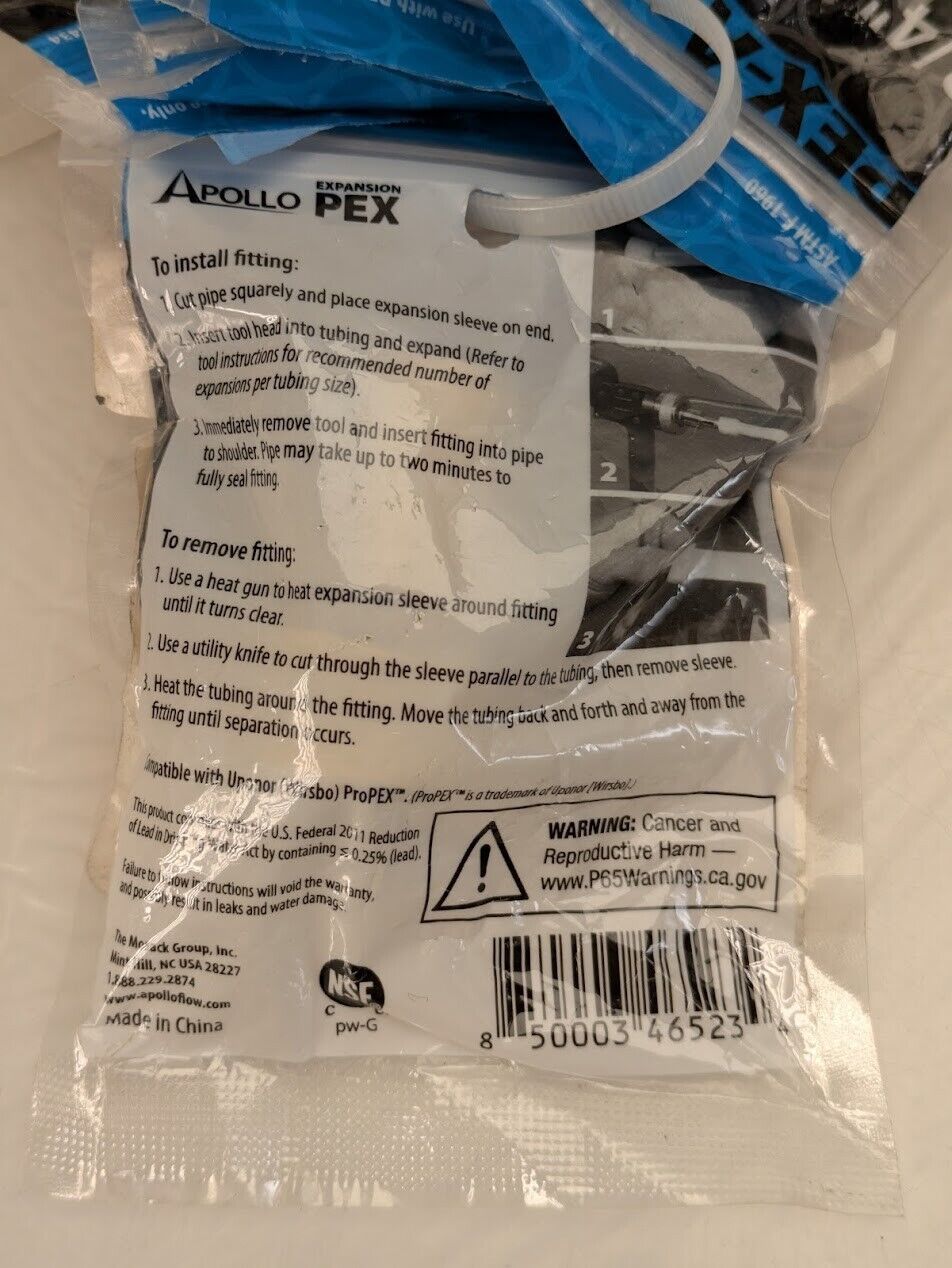 Use with P
e only.
PEX-A
ASTM F-1960
APOLLO EXPANSION PEX
To install fitting:
1. Cut pipe squarely and place expansion sleeve on end.
2. Insert tool head into tubing and expand (Refer to
tool instructions for recommended number of
expansions per tubing size).
3. Immediately remove tool and insert fitting into pipe
to shoulder. Pipe may take up to two minutes to
fully seal fitting.
1
2
3
To remove fitting:
1. Use a heat gun to heat expansion sleeve around fitting
until it turns clear.
2. Use a utility knife to cut through the sleeve parallel to the tubing, then remove sleeve.
3. Heat the tubing around the fitting. Move the tubing back and forth and away from the
fitting until separation occurs.
mpatible with Uponor (Wirsbo) ProPEX™. (ProPEX™ is a trademark of Uponor [Wirsbo].)
This product complies with the U.S. Federal 2011 Reduction
of Lead in Drinking Water Act by containing ≤ 0.25% (lead).
Failure to follow instructions will void the warranty,
and possibly result in leaks and water damage.
WARNING: Cancer and
Reproductive Harm —
www.P65Warnings.ca.gov
The Mosack Group, Inc.
Mint Hill, NC USA 28227
1.888.229.2874
www.apolloflow.com
Made in China
NSF
C
pw-G
8 50003 46523